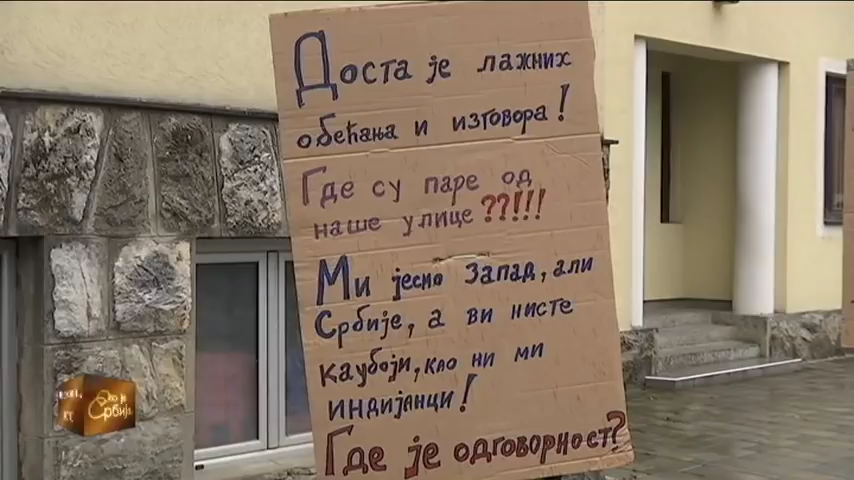 Доста је лажних
обећања и изговора!
Где су паре од
наше улице??!!!
Ми јесмо Запад, али
Србије, а ви нисте
каубоји, као ни ми
индијанци!
Где је одговорност?
Ово је
Србија